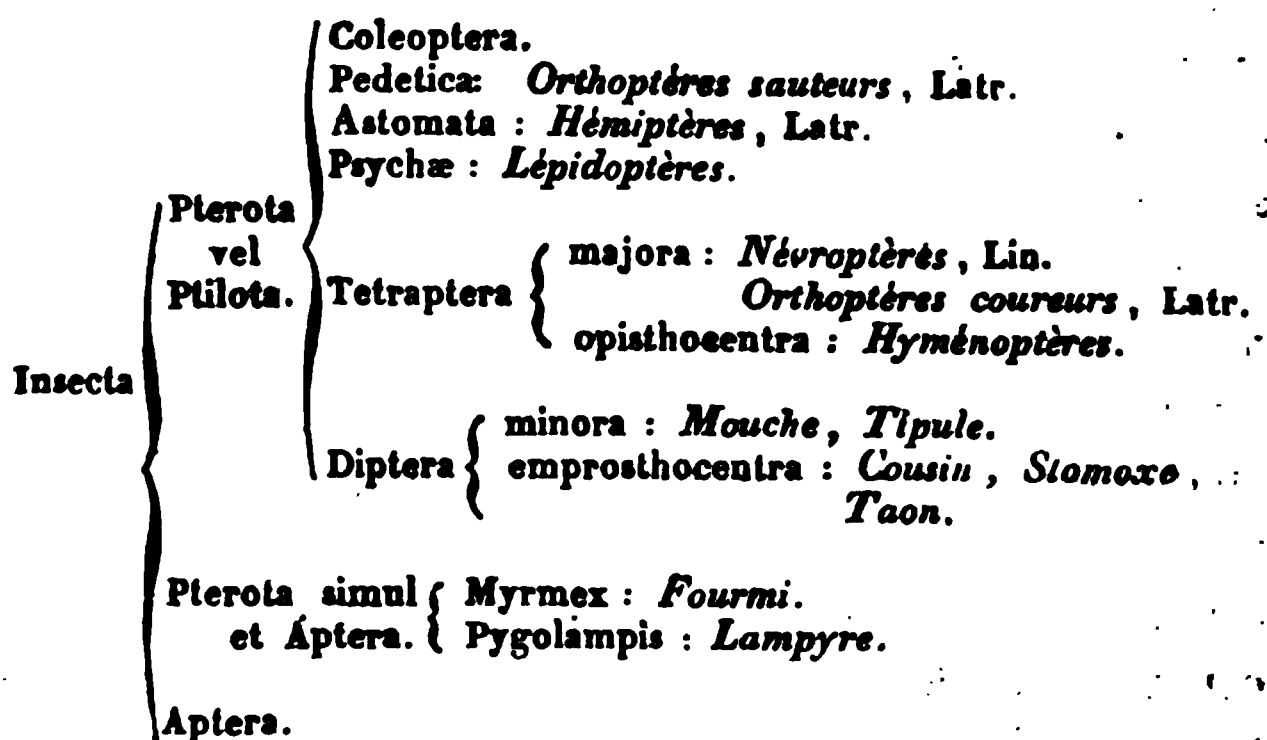 Coleoptera.
Pedetica: Orthoptères sauteurs, Latr.
Astomata : Hémiptères, Latr.
Psychæ : Lépidoptères.
Pterota
vel
Ptilota.
Tetraptera
majora : Névroptères, Lin.
Orthoptères coureurs, Latr.
opisthocentra : Hyménoptères.
Insecta
Diptera
minora : Mouche, Tipule.
emprosthocentra : Cousin, Stomoxe,
Taon.
Pterota simul
et Áptera.
Myrmex : Fourmi.
Pygolampis : Lampyre.
Aptera.